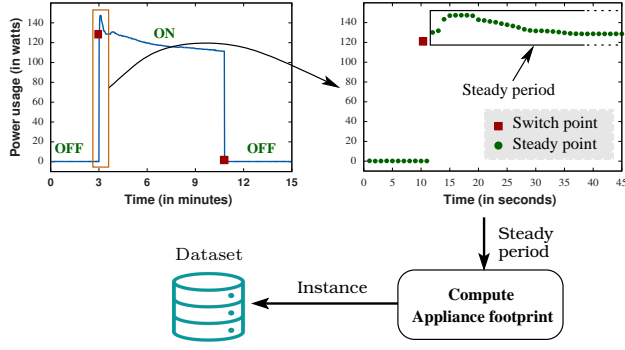 Power usage (in watts)
140
120
100
80
60
40
20
0
OFF
ON
OFF
0 3 6 9 12 15
Time (in minutes)
140
120
100
80
60
40
20
0
Steady period
Switch point
Steady point
0 5 10 15 20 25 30 35 40 45
Time (in seconds)
Steady
period
Dataset
Instance
Compute
Appliance footprint